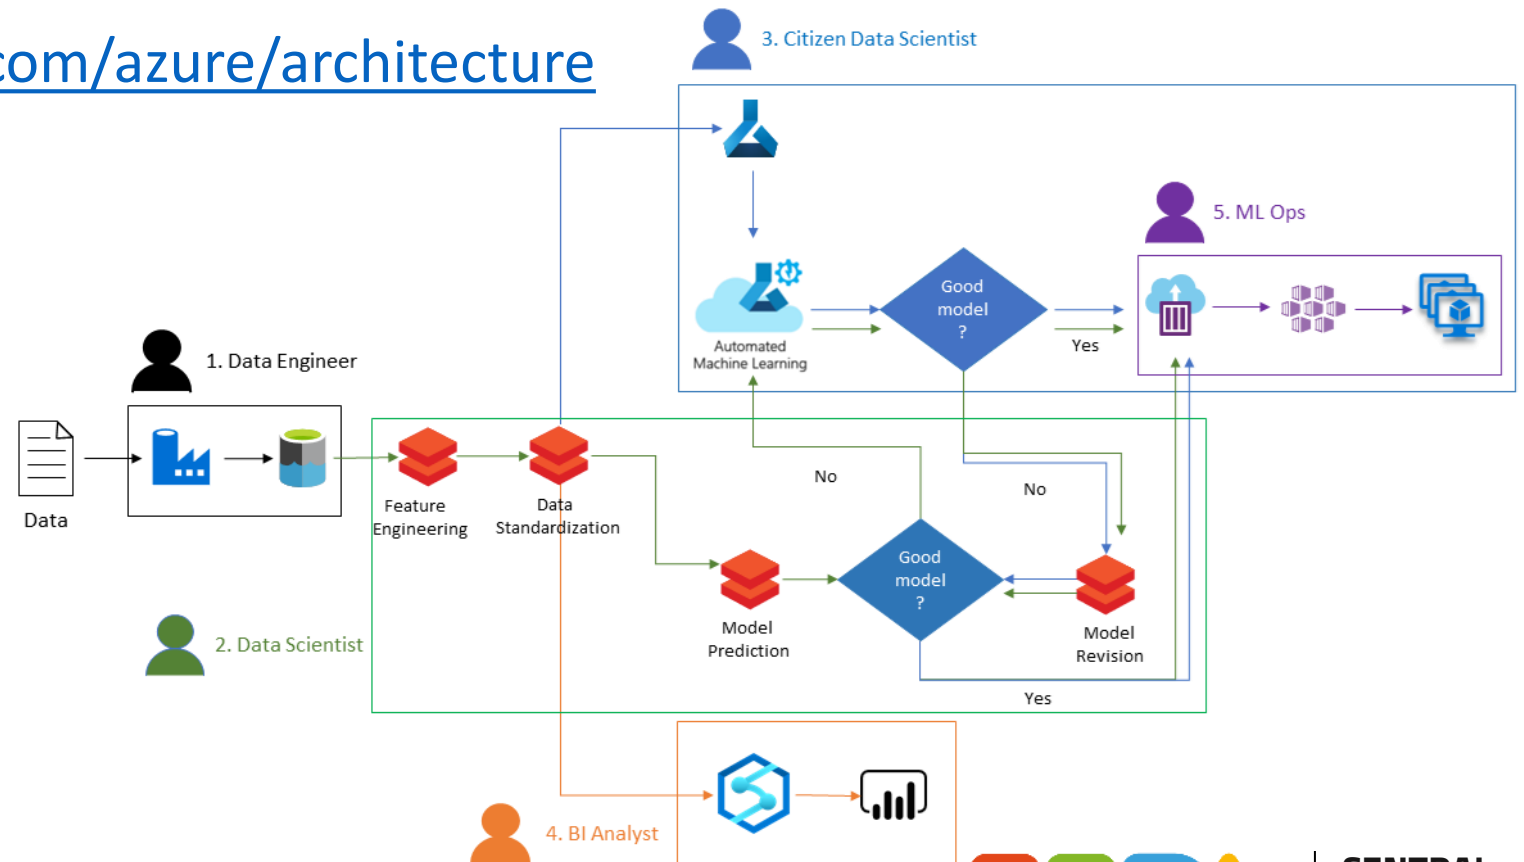 com/azure/architecture
3. Citizen Data Scientist
5. ML Ops
Good
model
?
Yes
Automated
Machine Learning
1. Data Engineer
Data
Feature
Engineering
Data
Standardization
No
No
Good
model
?
Model
Prediction
Model
Revision
2. Data Scientist
Yes
4. BI Analyst